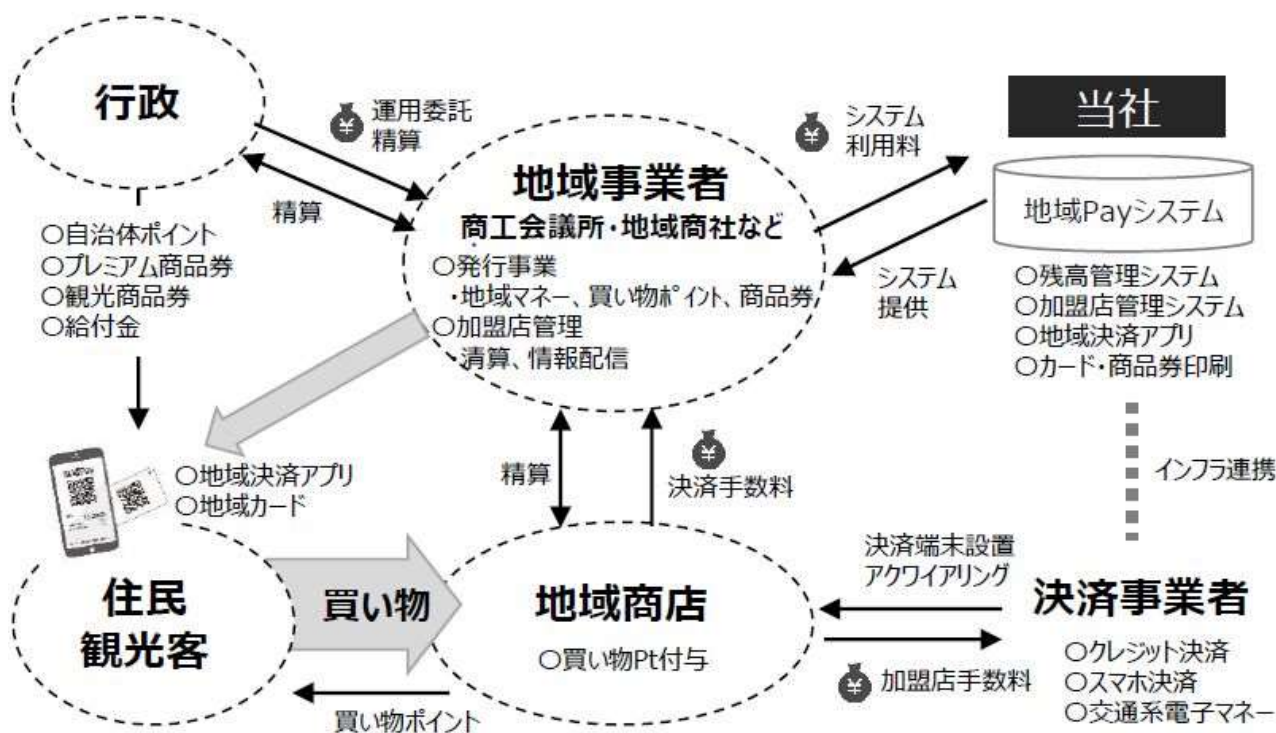 行政
運用委託
精算
精算
○自治体ポイント
○プレミアム商品券
○観光商品券
○給付金
地域事業者
商工会議所・地域商社など
○発行事業
・地域マネー、買い物ポイント、商品券
○加盟店管理
清算、情報配信
システム
利用料
システム
提供
当社
地域Payシステム
○残高管理システム
○加盟店管理システム
○地域決済アプリ
○カード・商品券印刷
インフラ連携
○地域決済アプリ
○地域カード
精算
決済手数料
住民
観光客
買い物
買い物ポイント
地域商店
○買い物Pt付与
決済端末設置
アクワイアリング
加盟店手数料
決済事業者
○クレジット決済
○スマホ決済
○交通系電子マネー